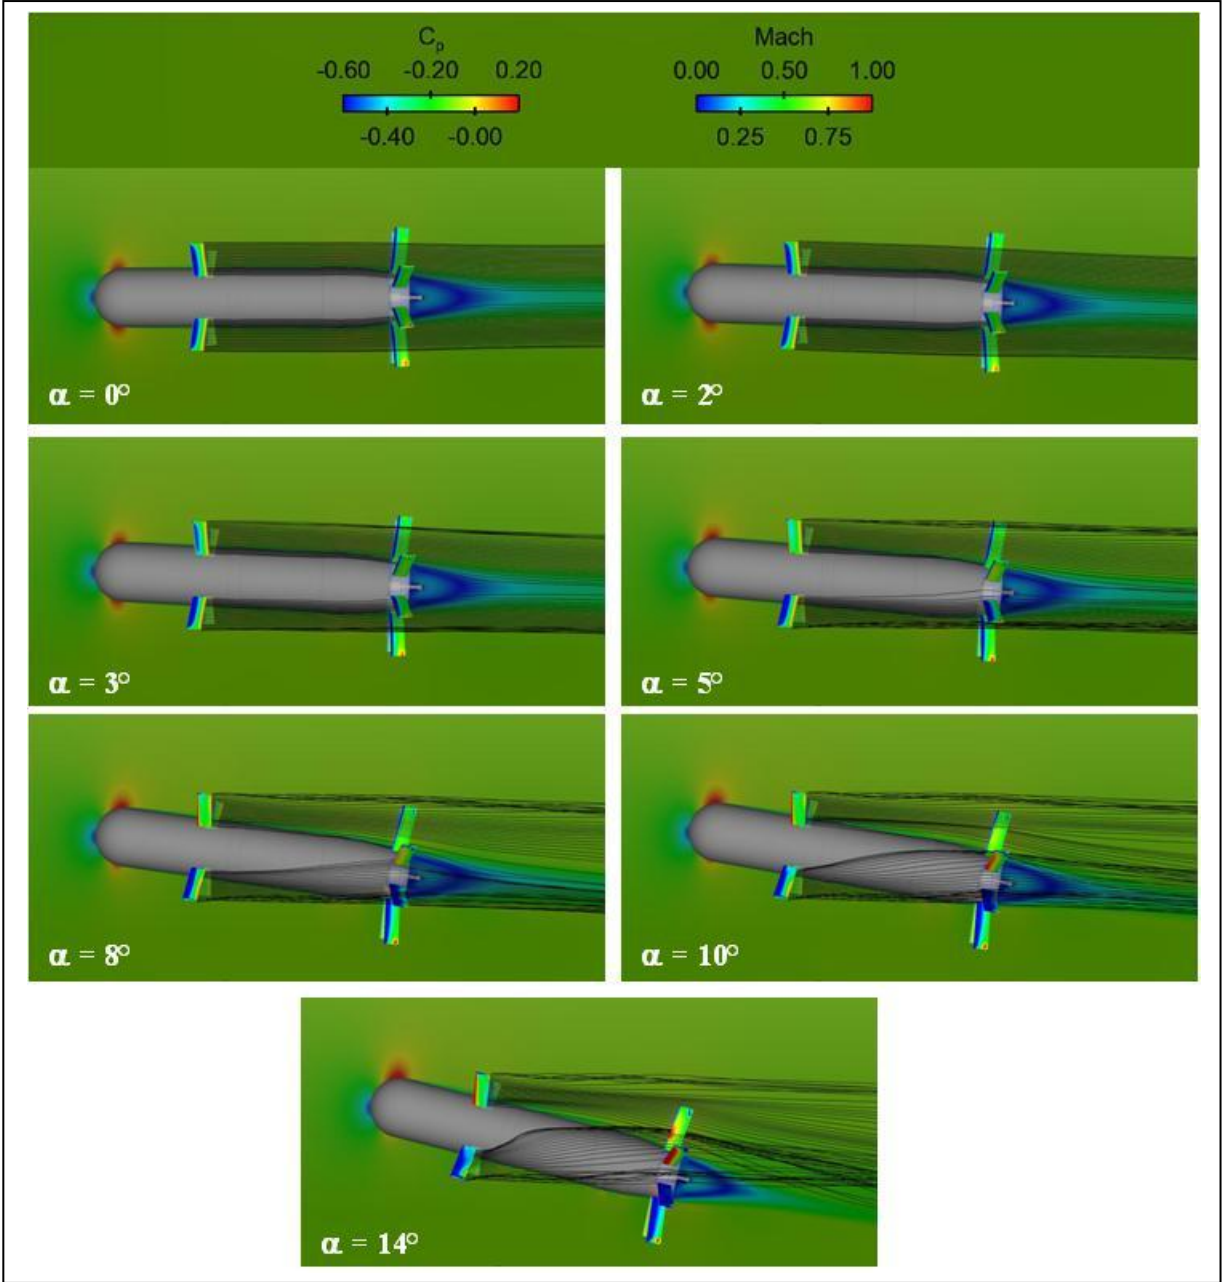 Cp Mach
-0.60 -0.20 0.20 0.00 0.50 1.00
-0.40 -0.00 0.25 0.75
α = 0° α = 2°
α = 3° α = 5°
α = 8° α = 10°
α = 14°